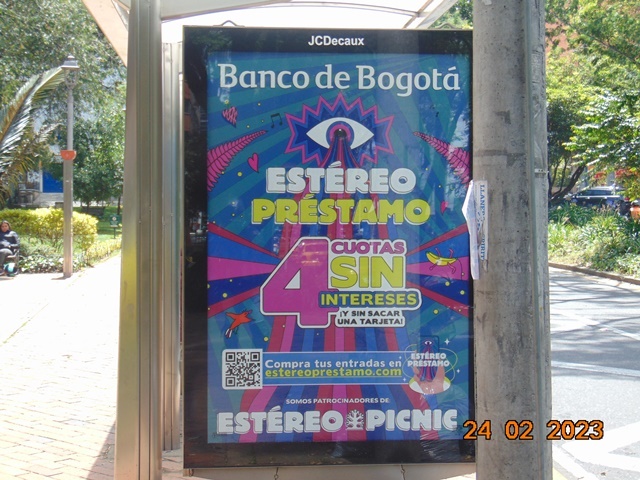 JCDecaux
Banco de Bogotá
ESTÉREO
PRÉSTAMO
4 CUOTAS
SIN
INTERESES
¡Y SIN SACAR
UNA TARJETA!
Compra tus entradas en
estereoprestamo.com
ESTÉREO
PRÉSTAMO
SOMOS PATROCINADORES DE
ESTÉREO PICNIC
24 02 2023